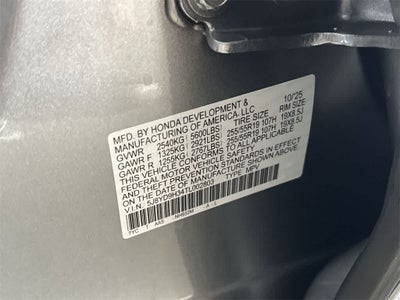 MFD. BY HONDA DEVELOPMENT & 10/25
MANUFACTURING OF AMERICA, LLC
TIRE SIZE RIM SIZE
GVWR 2540KG( 5600LBS)
GAWR F 1325KG( 2921LBS) 255/55R19 107H 19X8.5J
GAWR R 1255KG( 255/55R19 107H 19X8.5J
THIS VEHICLE CONFORMS TO ALL APPLICABLE
FEDERAL MOTOR VEHICLE SAFETY AND
THEFT PREVENTION STANDARDS IN EFFECT ON
THE DATE OF MANUFACTURE SHOWN ABOVE.
V.I.N.: TYPE: MPV
TYC